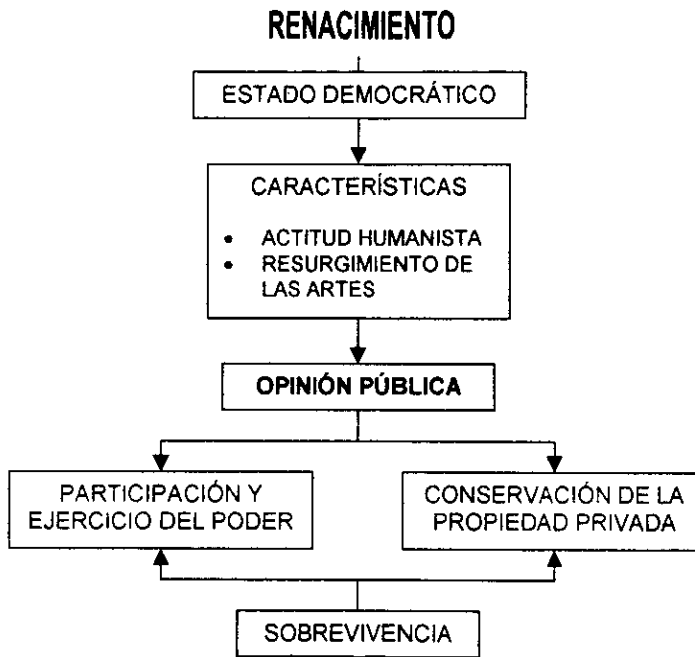 RENACIMIENTO
ESTADO DEMOCRÁTICO
CARACTERÍSTICAS
• ACTITUD HUMANISTA
• RESURGIMIENTO DE
LAS ARTES
OPINIÓN PÚBLICA
PARTICIPACIÓN Y
EJERCICIO DEL PODER
CONSERVACIÓN DE LA
PROPIEDAD PRIVADA
SOBREVIVENCIA